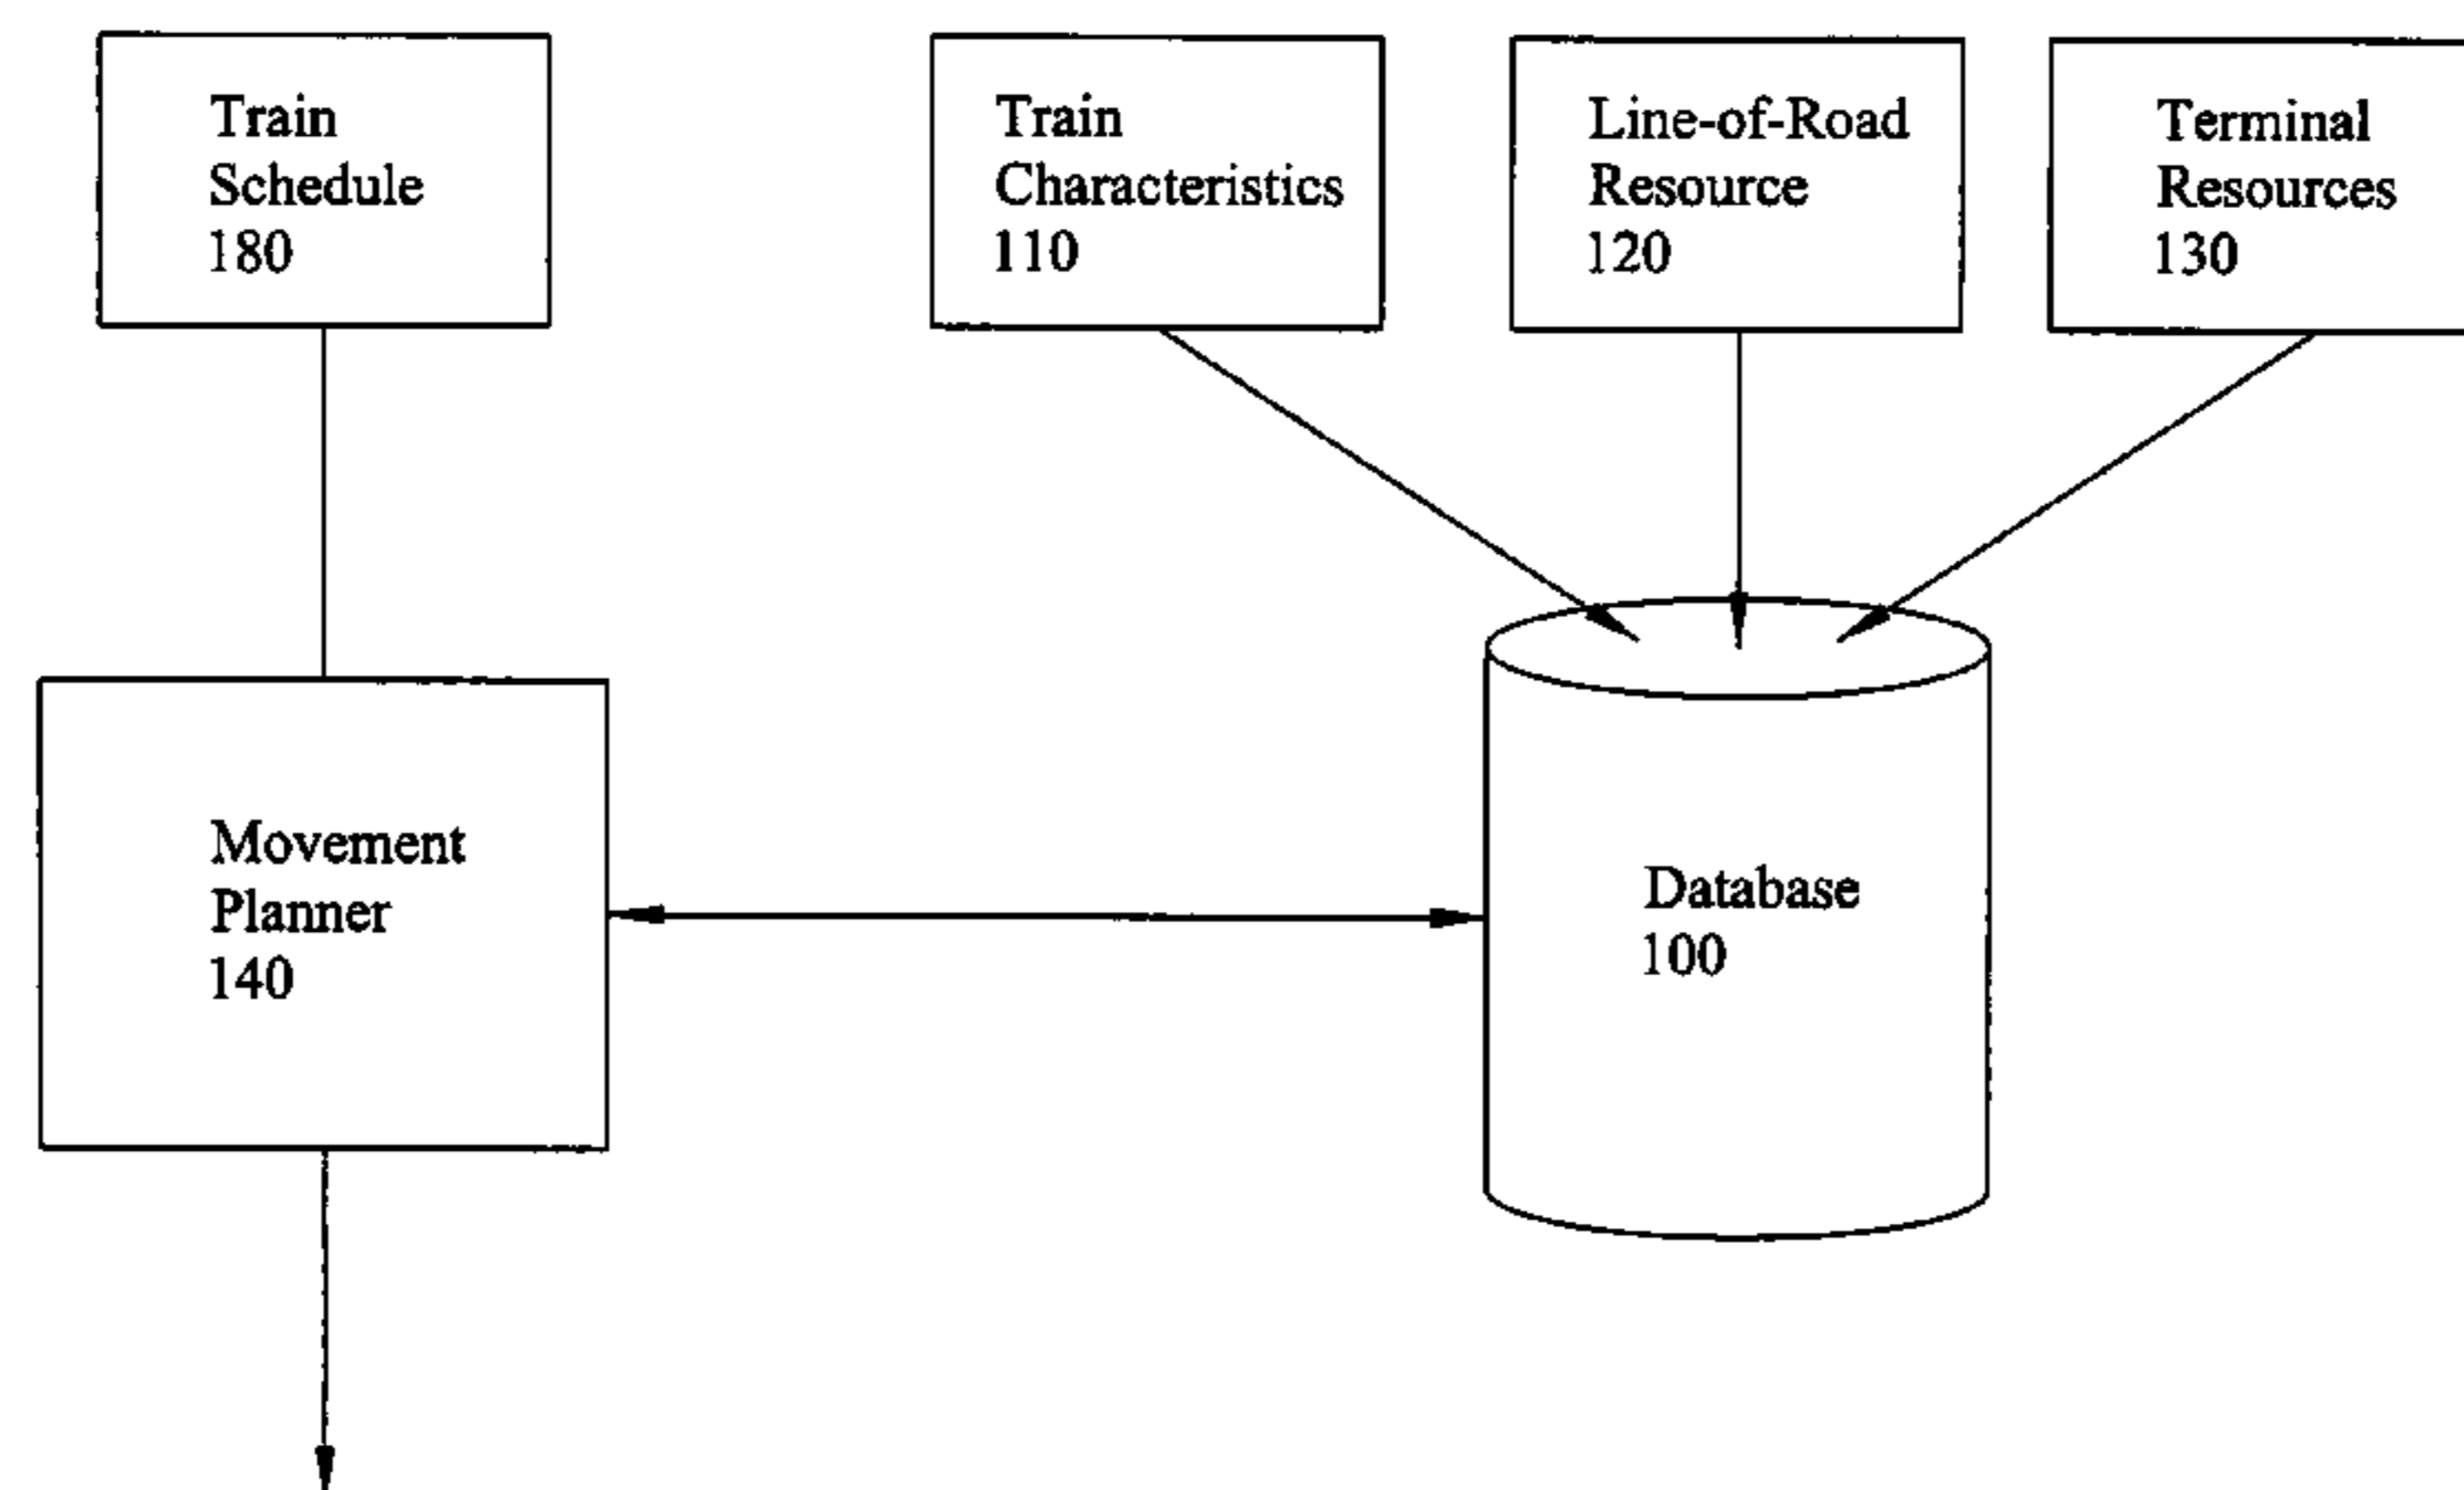 Train
Schedule
180
Train
Characteristics
110
Line-of-Road
Resource
120
Terminal
Resources
130
Movement
Planner
140
Database
100